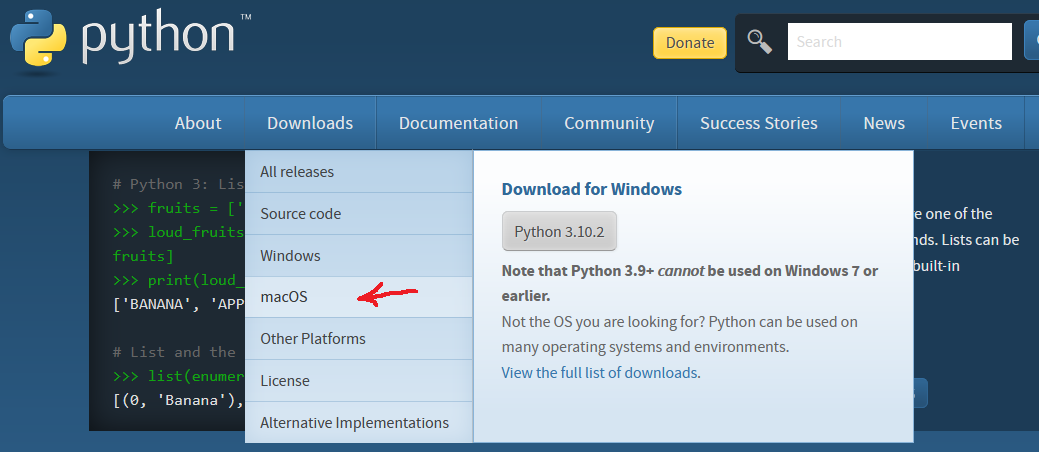 python™
Donate
Search
About
Downloads
Documentation
Community
Success Stories
News
Events
All releases
Source code
Windows
macOS
Other Platforms
License
Alternative Implementations
Download for Windows
Python 3.10.2
Note that Python 3.9+ cannot be used on Windows 7 or
earlier.
Not the OS you are looking for? Python can be used on
many operating systems and environments.
View the full list of downloads.
# Python 3: Lis
>>> fruits = ['
>>> loud_fruits
fruits]
>>> print(loud_
['BANANA', 'APP
# List and the
>>> list(enumer
[(0, 'Banana'),
e one of the
nds. Lists can be
built-in